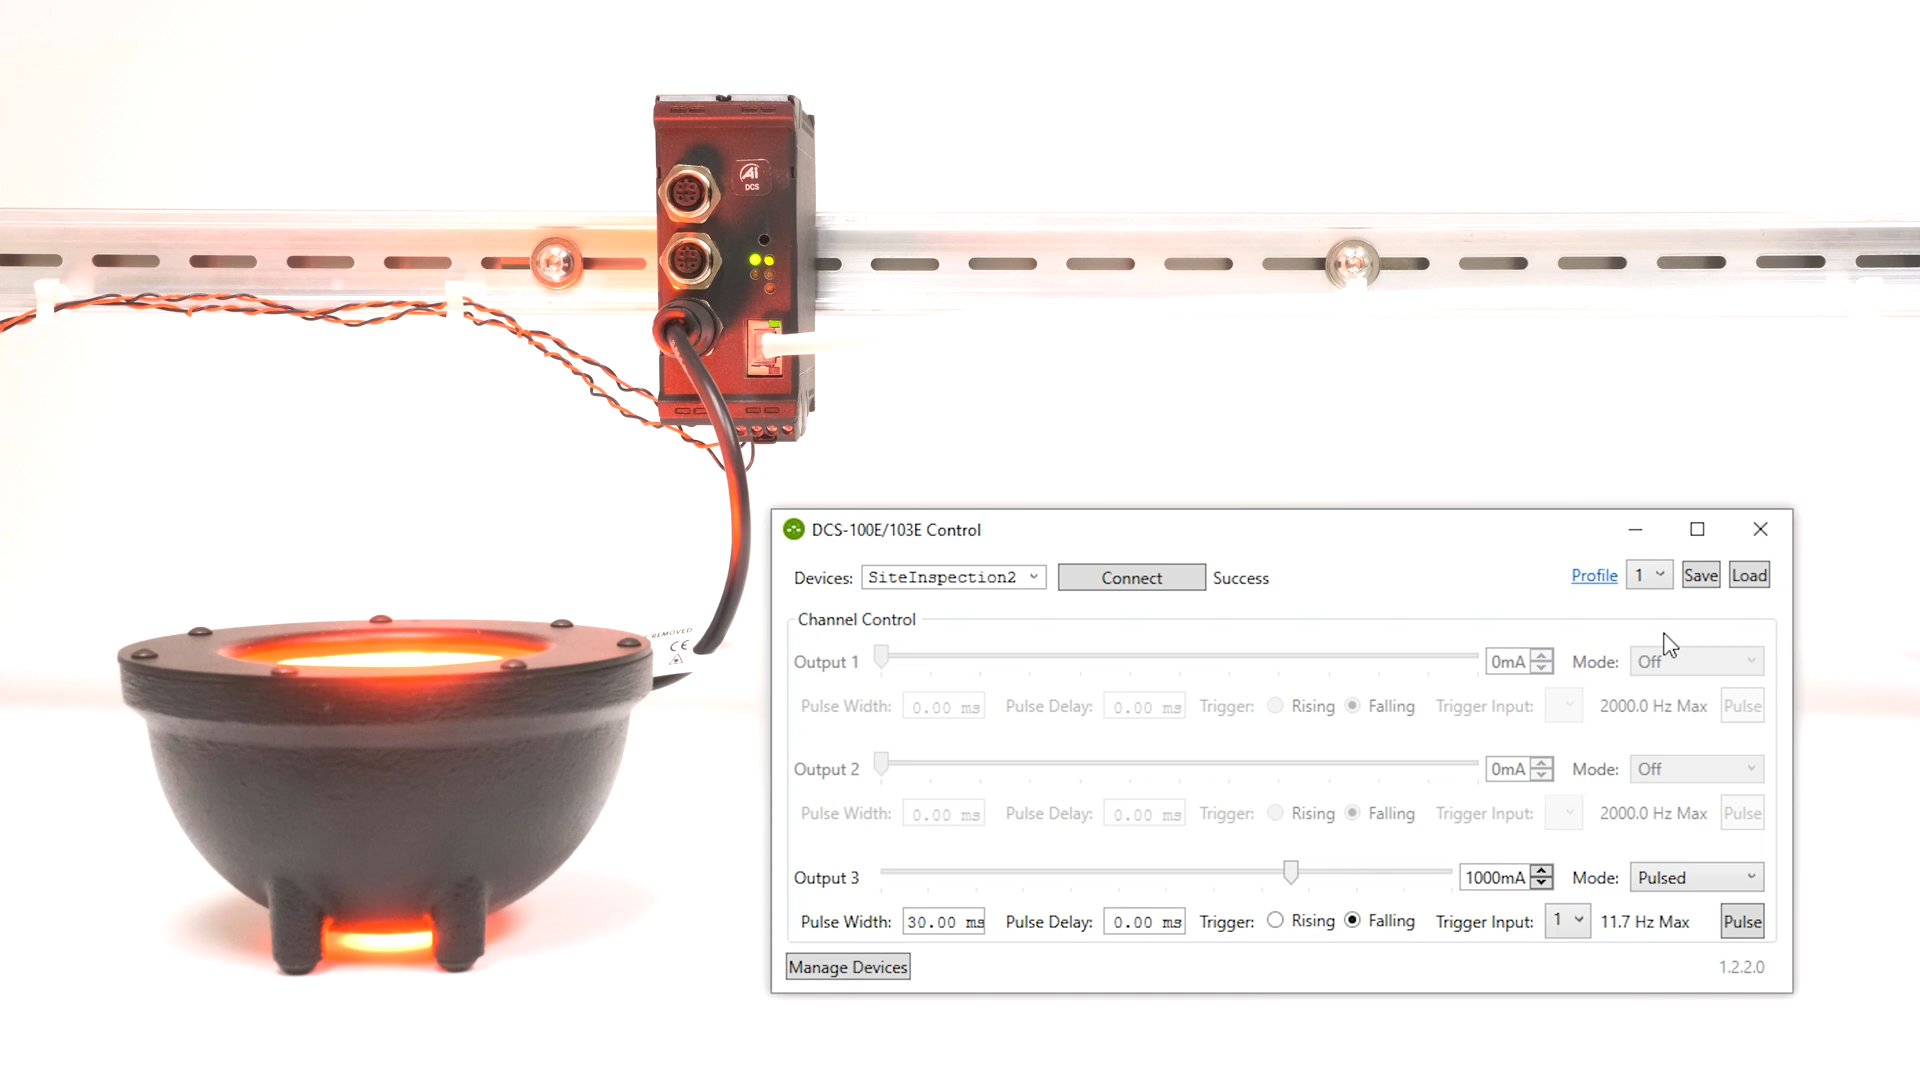 Ai
DCS
REMOVED
CE
DCS-100E/103E Control
Devices: SiteInspection2 Connect Success Profile 1 Save Load
Channel Control
Output 1 0mA Mode: Off
Pulse Width: 0.00 ms Pulse Delay: 0.00 ms Trigger: Rising Falling Trigger Input: 2000.0 Hz Max Pulse
Output 2 0mA Mode: Off
Pulse Width: 0.00 ms Pulse Delay: 0.00 ms Trigger: Rising Falling Trigger Input: 2000.0 Hz Max Pulse
Output 3 1000mA Mode: Pulsed
Pulse Width: 30.00 ms Pulse Delay: 0.00 ms Trigger: Rising Falling Trigger Input: 1 11.7 Hz Max Pulse
Manage Devices 1.2.2.0